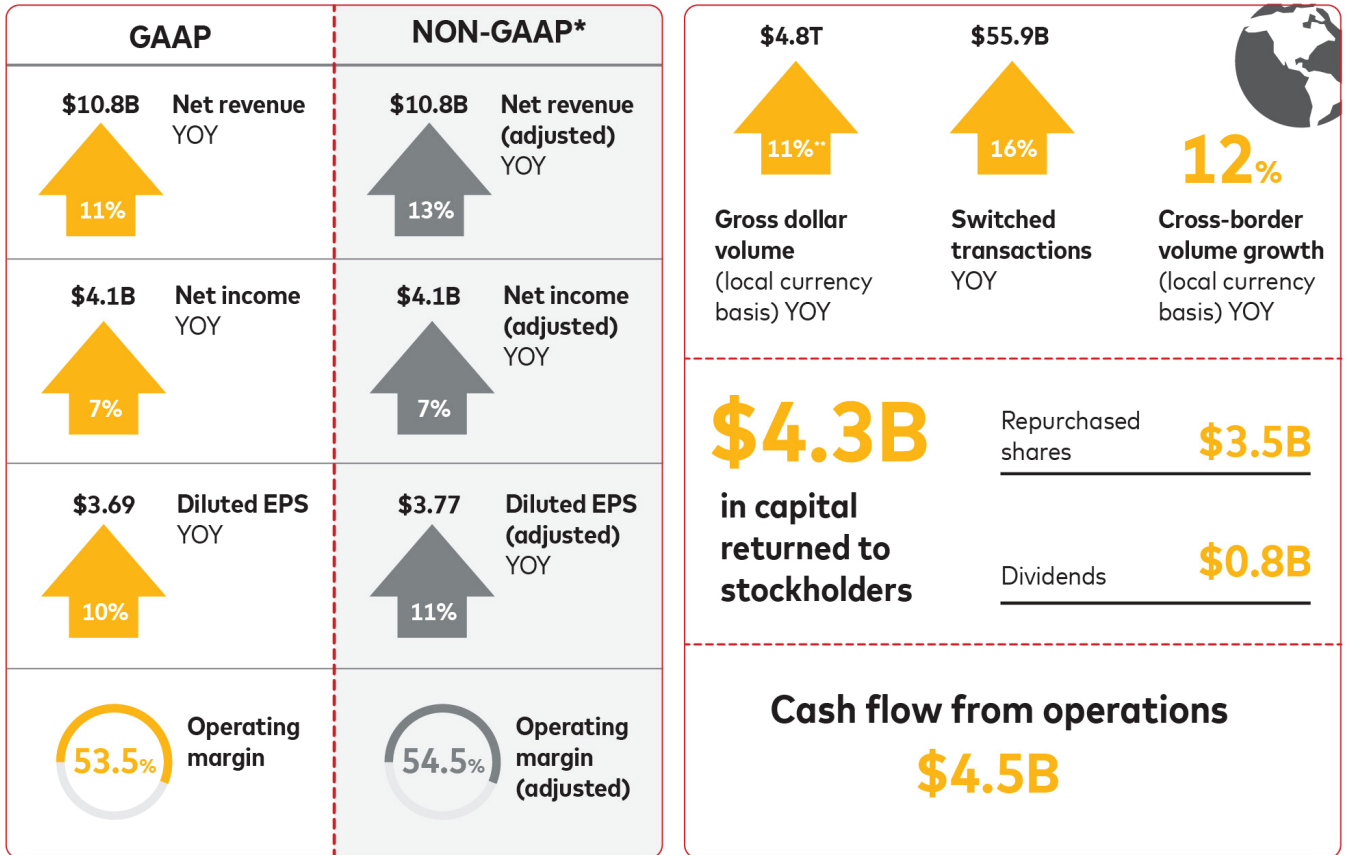 GAAP
$10.8B
Net revenue
YOY
11%
$4.1B
Net income
YOY
7%
$3.69
Diluted EPS
YOY
10%
53.5%
Operating
margin
NON-GAAP*
$10.8B
Net revenue
(adjusted)
YOY
13%
$4.1B
Net income
(adjusted)
YOY
7%
$3.77
Diluted EPS
(adjusted)
YOY
11%
54.5%
Operating
margin
(adjusted)
$4.8T
11%**
Gross dollar
volume
(local currency
basis) YOY
$55.9B
16%
Switched
transactions
YOY
12%
Cross-border
volume growth
(local currency
basis) YOY
$4.3B
in capital
returned to
stockholders
Repurchased
shares
$3.5B
Dividends
$0.8B
Cash flow from operations
$4.5B